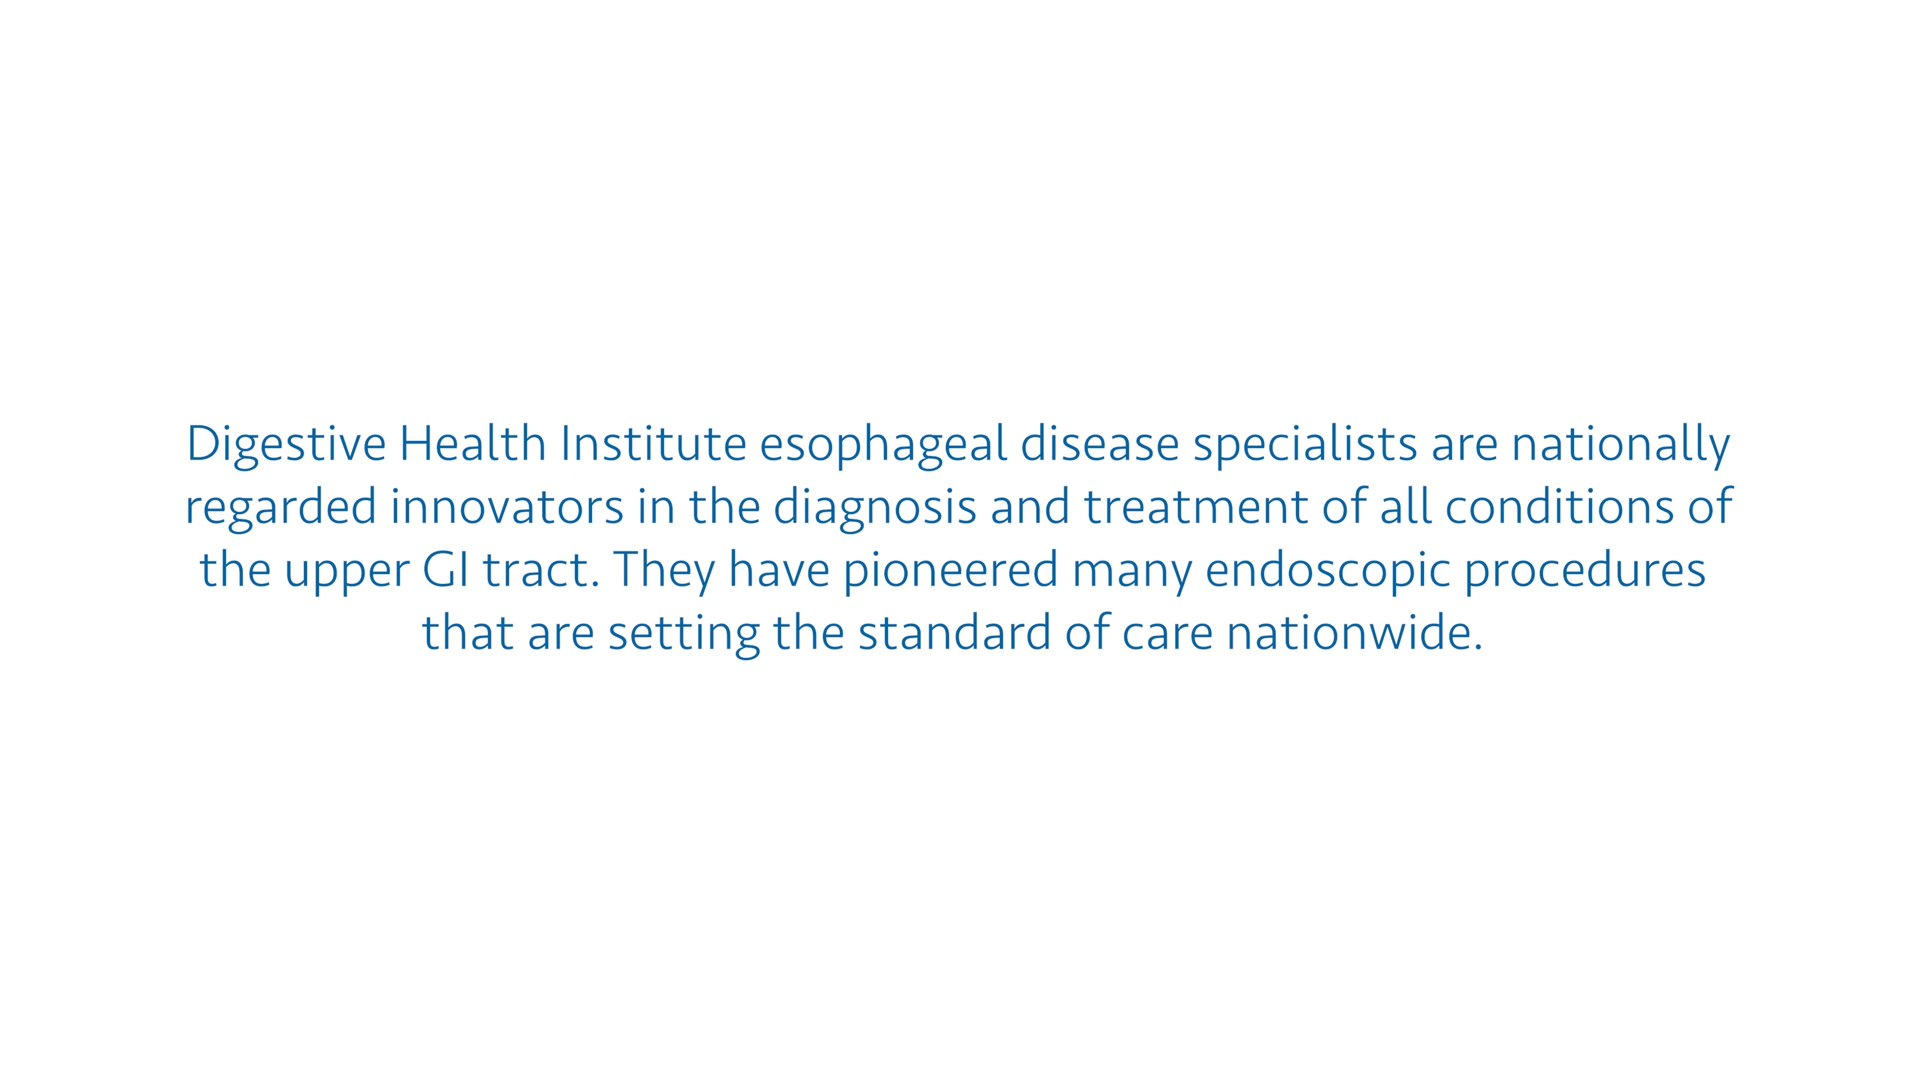 Digestive Health Institute esophageal disease specialists are nationally
regarded innovators in the diagnosis and treatment of all conditions of
the upper GI tract. They have pioneered many endoscopic procedures
that are setting the standard of care nationwide.